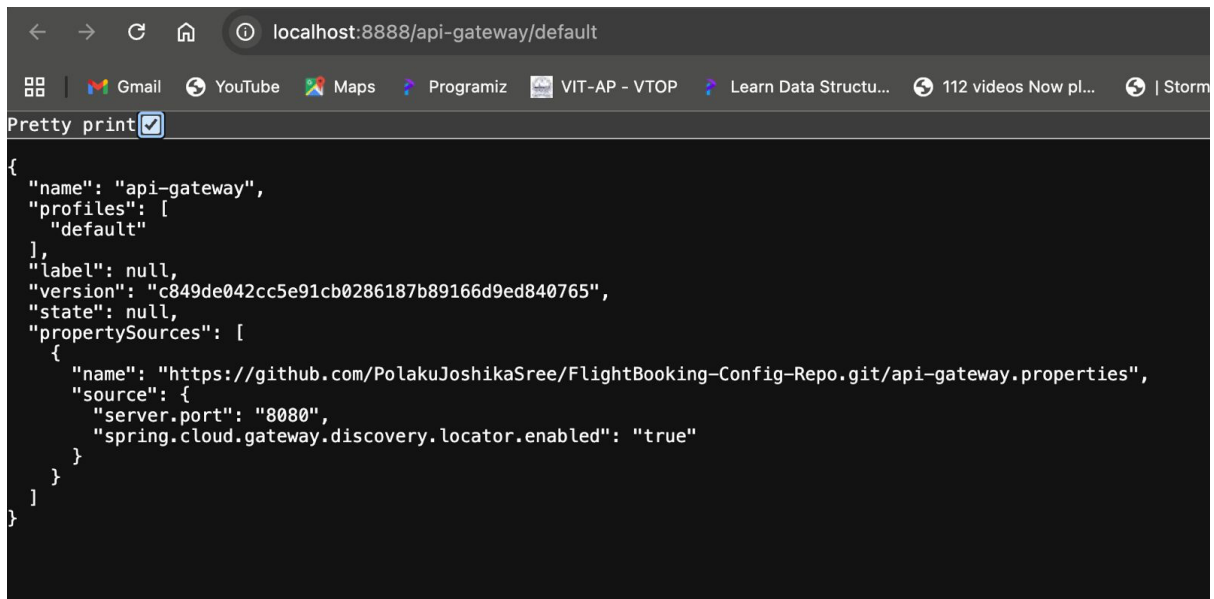 localhost:8888/api-gateway/default
Gmail YouTube Maps Programiz VIT-AP - VTOP Learn Data Structu... 112 videos Now pl... | Storm
Pretty print
{
  "name": "api-gateway",
  "profiles": [
    "default"
  ],
  "label": null,
  "version": "c849de042cc5e91cb0286187b89166d9ed840765",
  "state": null,
  "propertySources": [
    {
      "name": "https://github.com/PolakuJoshikaSree/FlightBooking-Config-Repo.git/api-gateway.properties",
      "source": {
        "server.port": "8080",
        "spring.cloud.gateway.discovery.locator.enabled": "true"
      }
    }
  ]
}